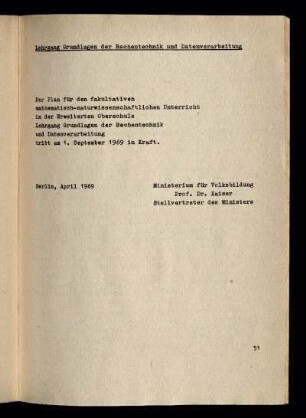 Lehrgang Grundlagen der Rechentechnik und Datenverarbeitung
Der Plan für den fakultativen
mathematisch-naturwissenschaftlichen Unterricht
in der Erweiterten Oberschule
Lehrgang Grundlagen der Rechentechnik
und Datenverarbeitung
tritt am 1. September 1969 in Kraft.
Berlin, April 1969
Ministerium für Volksbildung
Prof. Dr. Kaiser
Stellvertreter des Ministers
51